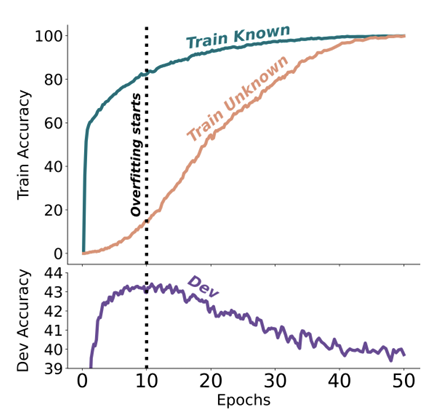 100
80
60
40
20
0
Train Accuracy
Train Known
Train Unknown
Overfitting starts
44
43
42
41
40
39
Dev Accuracy
Dev
0 10 20 30 40 50
Epochs